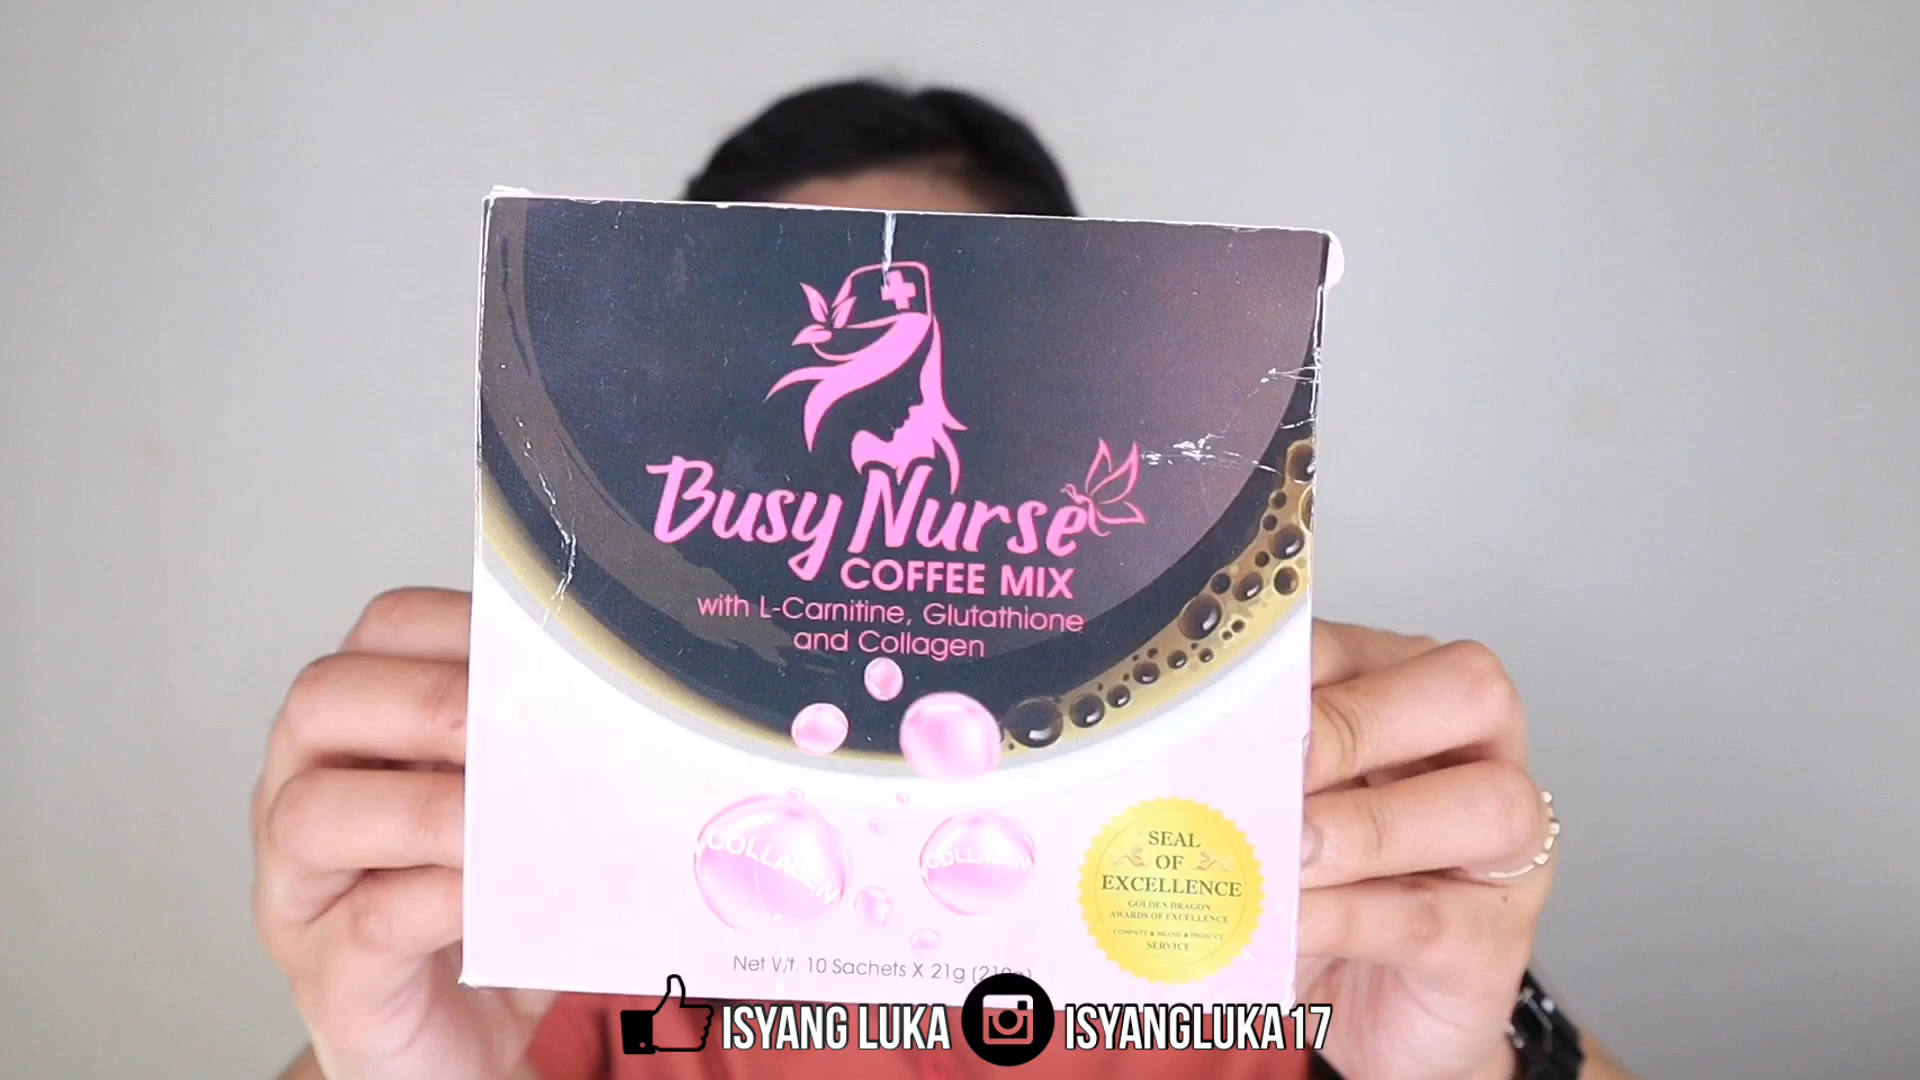 Busy Nurse
COFFEE MIX
with L-Carnitine, Glutathione
and Collagen
COLLAGEN
COLLAGEN
SEAL
OF
EXCELLENCE
GOLDEN DRAGON
AWARDS OF EXCELLENCE
COMPANY ★ BRAND ★ PRODUCT
SERVICE
Net Wt. 10 Sachets X 21g (210g)
ISYANG LUKA ISYANGLUKA17